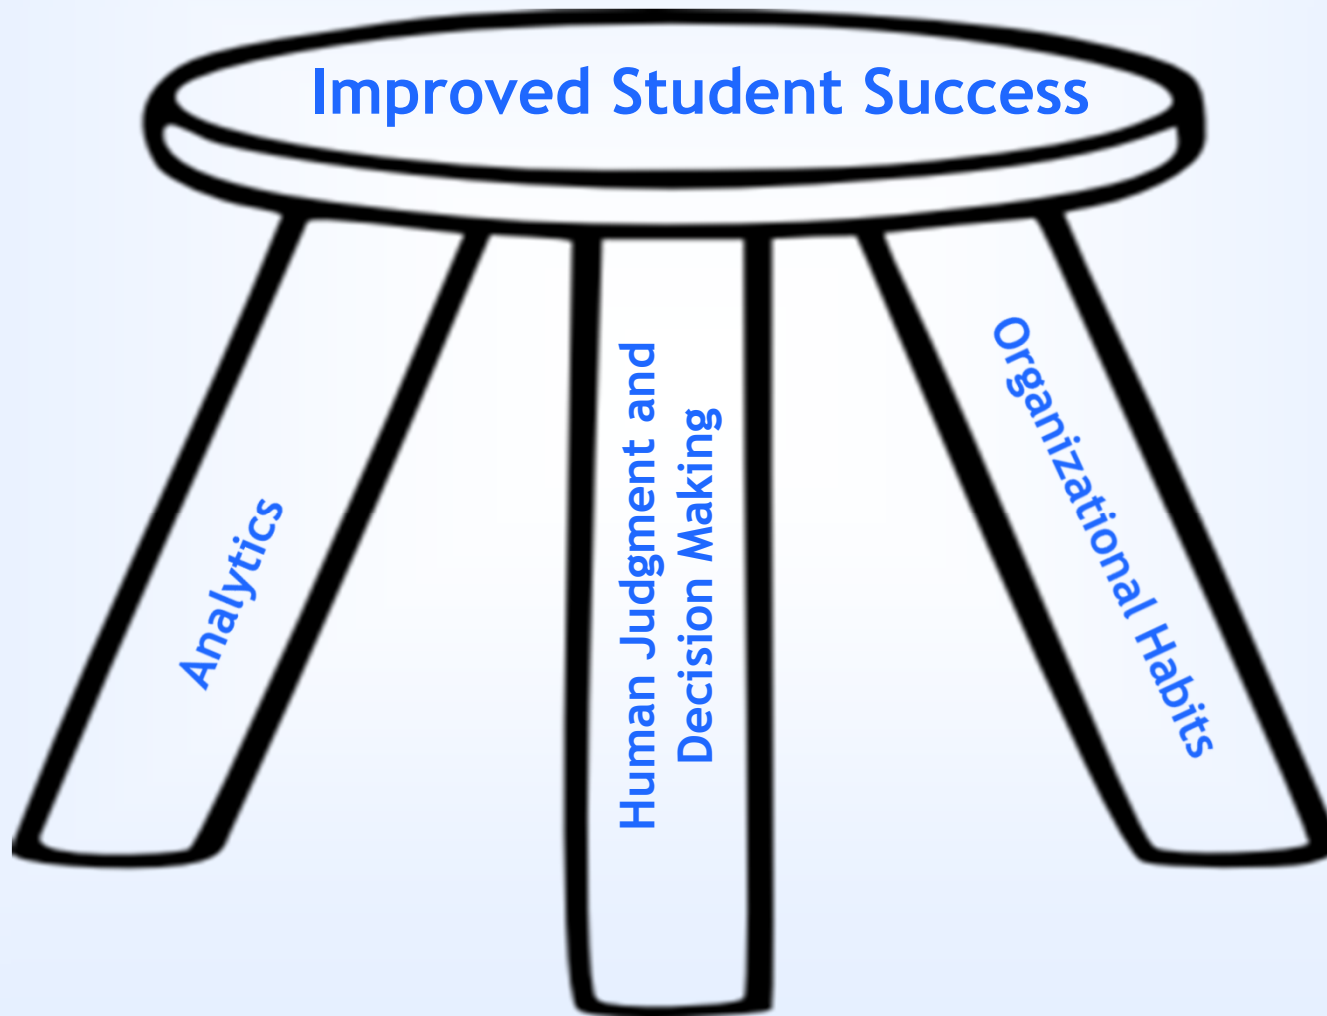 Improved Student Success
Analytics
Human Judgment and
Decision Making
Organizational Habits